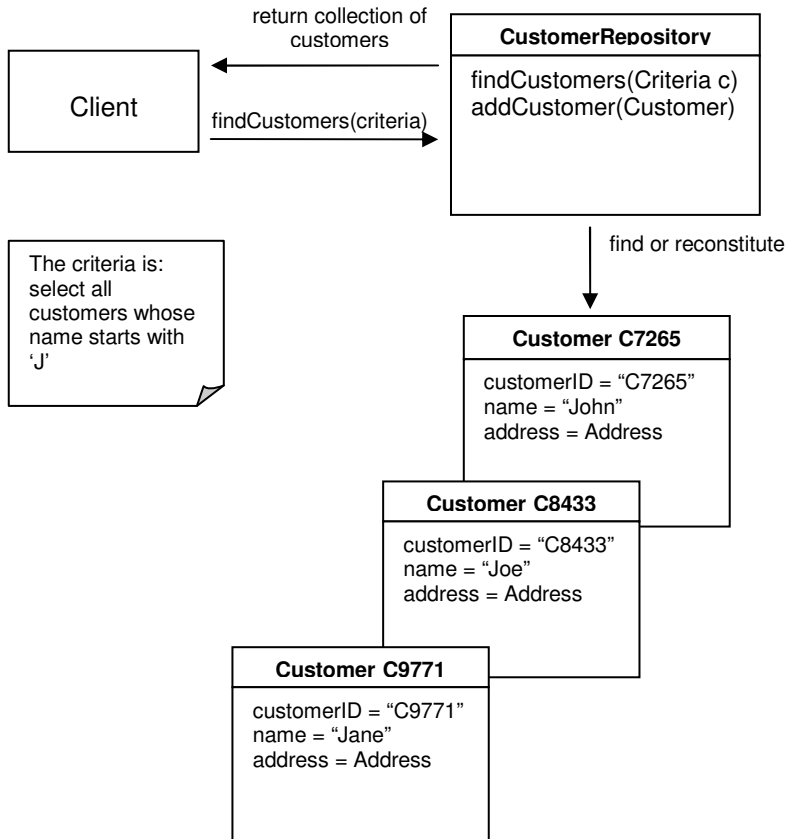 return collection of
customers
CustomerRepository
Client
findCustomers(Criteria c)
addCustomer(Customer)
findCustomers(criteria)
find or reconstitute
The criteria is:
select all
customers whose
name starts with
‘J’
Customer C7265
customerID = “C7265”
name = “John”
address = Address
Customer C8433
customerID = “C8433”
name = “Joe”
address = Address
Customer C9771
customerID = “C9771”
name = “Jane”
address = Address